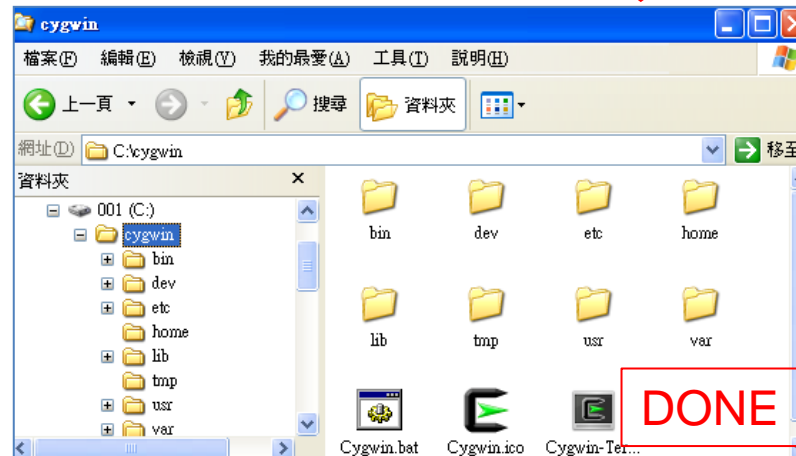 cygwin
檔案(F) 編輯(E) 檢視(V) 我的最愛(A) 工具(T) 說明(H)
上一頁 搜尋 資料夾
網址(D) C:\cygwin 移至
資料夾
001 (C:)
cygwin
bin
dev
etc
home
lib
tmp
usr
var
bin dev etc home
lib tmp usr var
Cygwin.bat Cygwin.ico Cygwin-Ter...
DONE